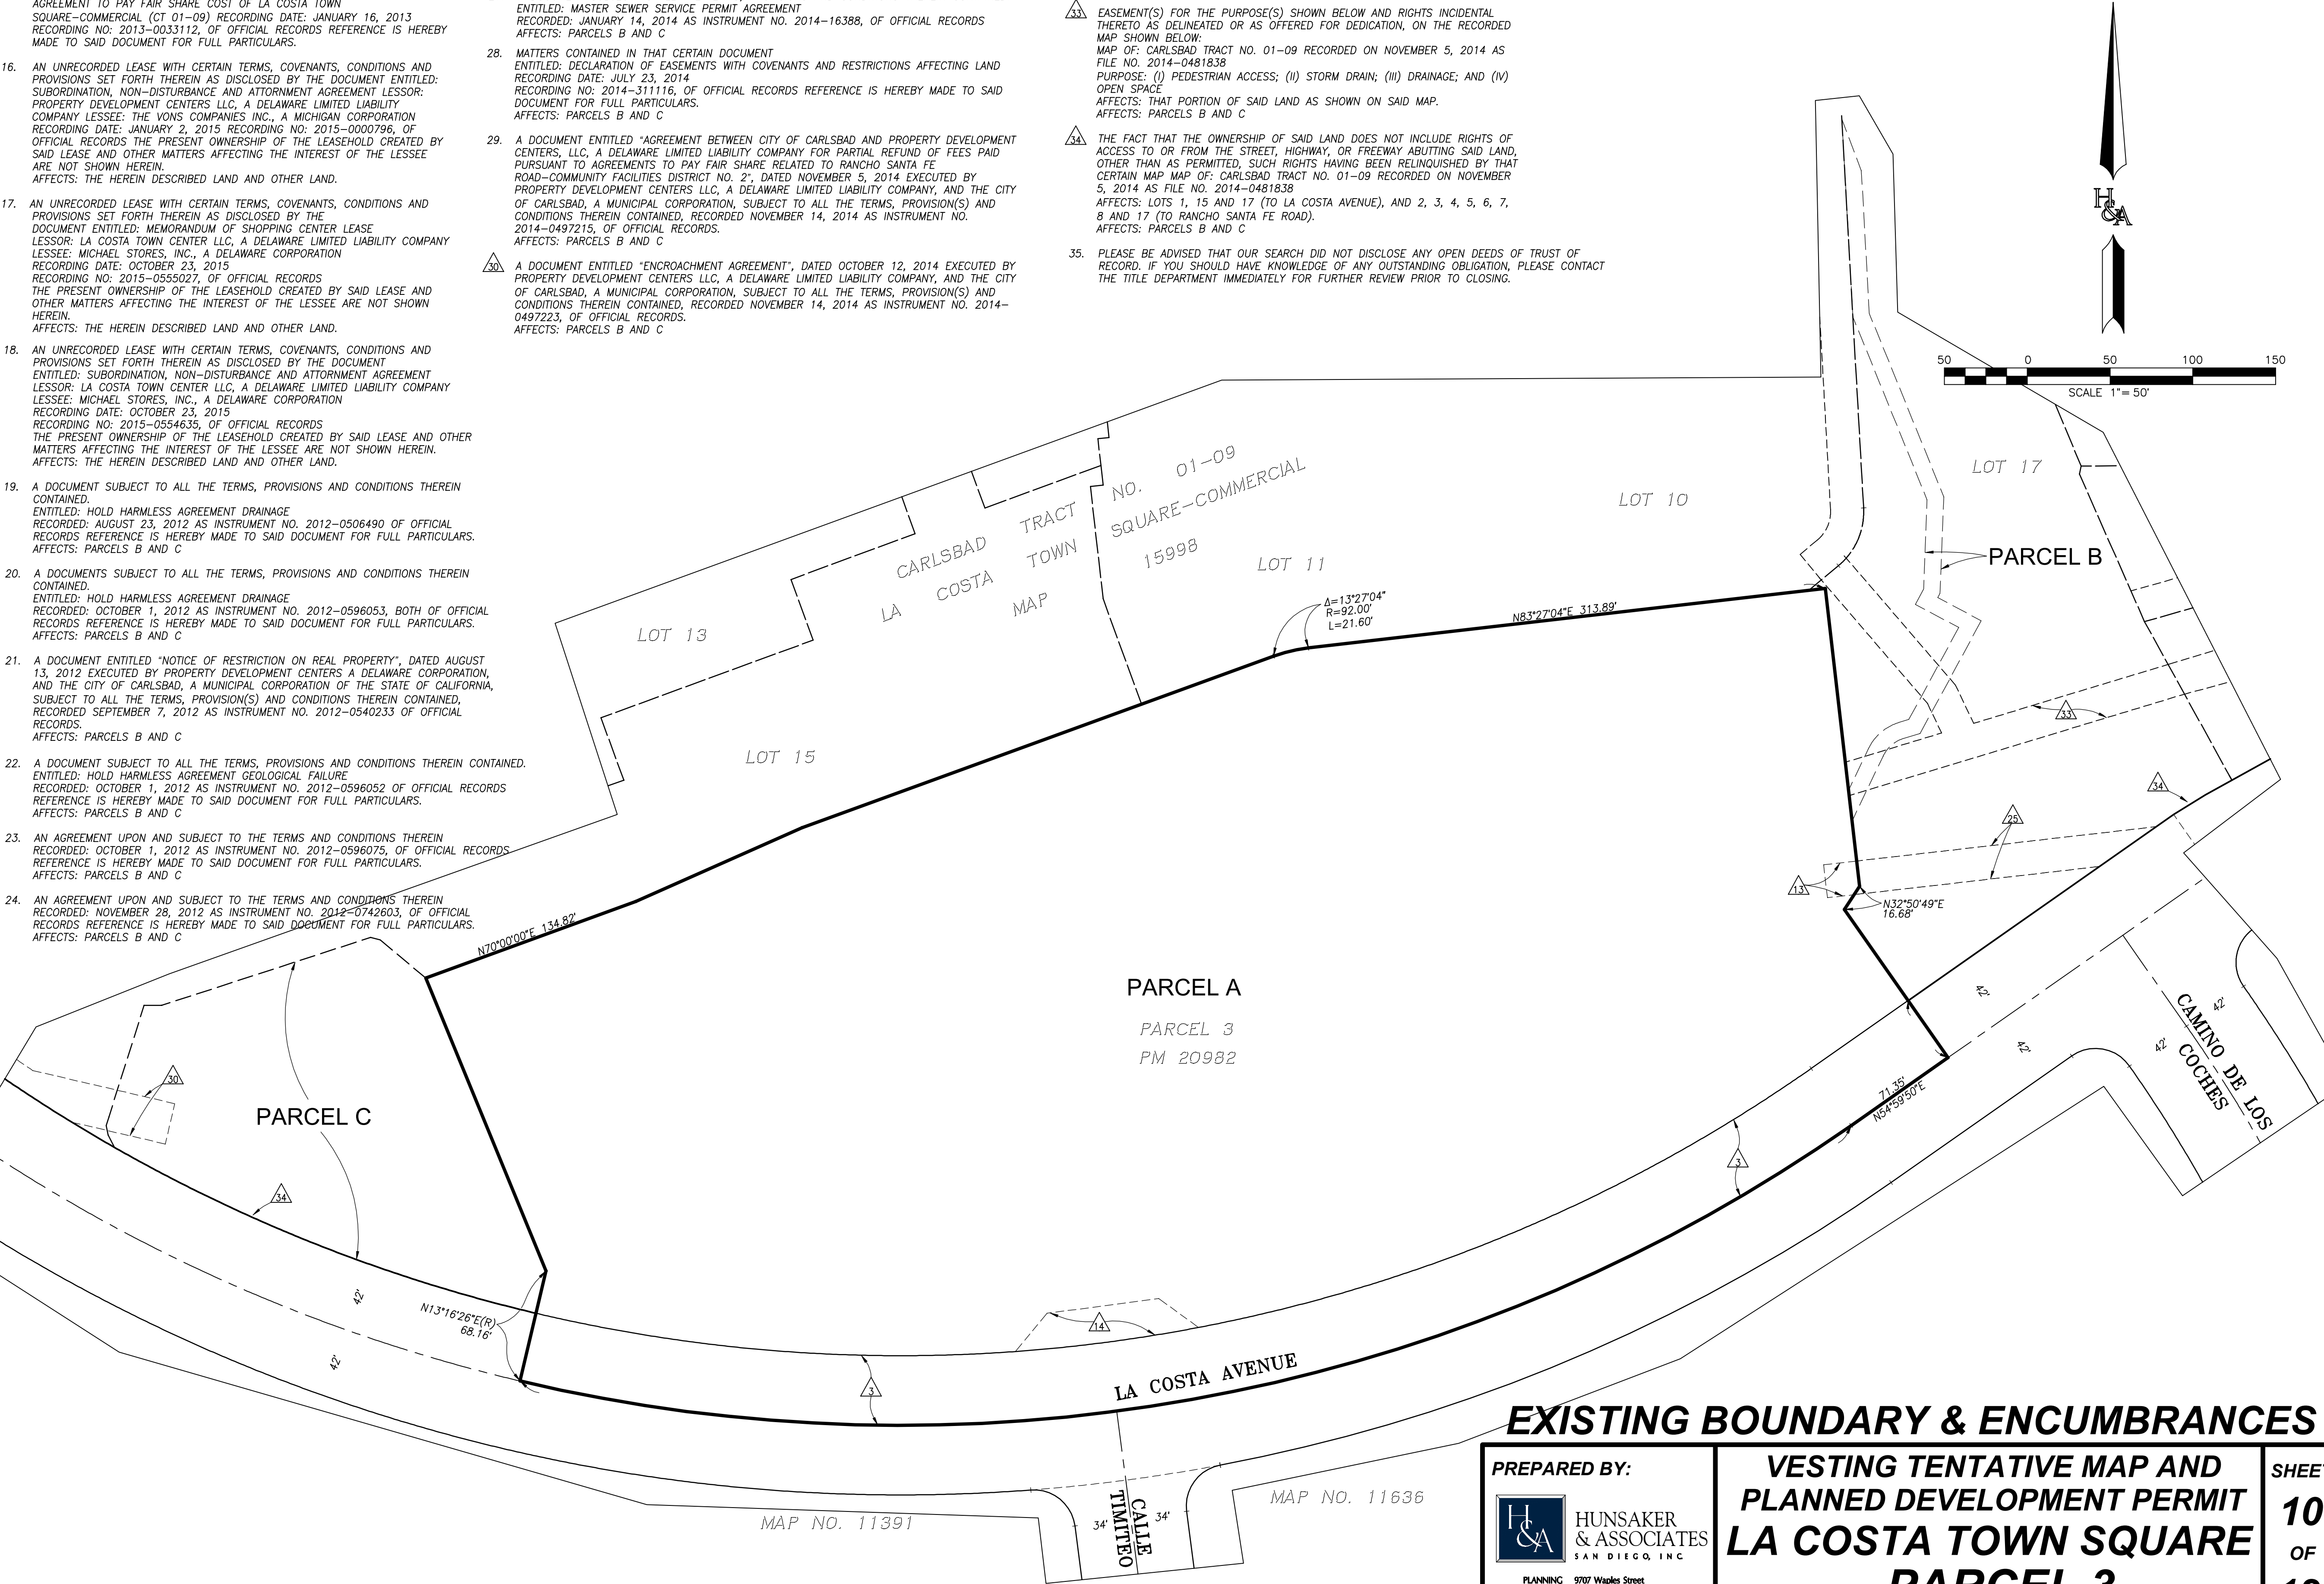 AGREEMENT TO PAY FAIR SHARE COST OF LA COSTA TOWN
SQUARE-COMMERCIAL (CT 01-09) RECORDING DATE: JANUARY 16, 2013
RECORDING NO: 2013-0033112, OF OFFICIAL RECORDS REFERENCE IS HEREBY
MADE TO SAID DOCUMENT FOR FULL PARTICULARS.
16. AN UNRECORDED LEASE WITH CERTAIN TERMS, COVENANTS, CONDITIONS AND
PROVISIONS SET FORTH THEREIN AS DISCLOSED BY THE DOCUMENT ENTITLED:
SUBORDINATION, NON-DISTURBANCE AND ATTORNMENT AGREEMENT LESSOR:
PROPERTY DEVELOPMENT CENTERS LLC, A DELAWARE LIMITED LIABILITY
COMPANY LESSEE: THE VONS COMPANIES INC., A MICHIGAN CORPORATION
RECORDING DATE: JANUARY 2, 2015 RECORDING NO: 2015-0000796, OF
OFFICIAL RECORDS THE PRESENT OWNERSHIP OF THE LEASEHOLD CREATED BY
SAID LEASE AND OTHER MATTERS AFFECTING THE INTEREST OF THE LESSEE
ARE NOT SHOWN HEREIN.
AFFECTS: THE HEREIN DESCRIBED LAND AND OTHER LAND.
17. AN UNRECORDED LEASE WITH CERTAIN TERMS, COVENANTS, CONDITIONS AND
PROVISIONS SET FORTH THEREIN AS DISCLOSED BY THE
DOCUMENT ENTITLED: MEMORANDUM OF SHOPPING CENTER LEASE
LESSOR: LA COSTA TOWN CENTER LLC, A DELAWARE LIMITED LIABILITY COMPANY
LESSEE: MICHAEL STORES, INC., A DELAWARE CORPORATION
RECORDING DATE: OCTOBER 23, 2015
RECORDING NO: 2015-0555027, OF OFFICIAL RECORDS
THE PRESENT OWNERSHIP OF THE LEASEHOLD CREATED BY SAID LEASE AND
OTHER MATTERS AFFECTING THE INTEREST OF THE LESSEE ARE NOT SHOWN
HEREIN.
AFFECTS: THE HEREIN DESCRIBED LAND AND OTHER LAND.
18. AN UNRECORDED LEASE WITH CERTAIN TERMS, COVENANTS, CONDITIONS AND
PROVISIONS SET FORTH THEREIN AS DISCLOSED BY THE DOCUMENT
ENTITLED: SUBORDINATION, NON-DISTURBANCE AND ATTORNMENT AGREEMENT
LESSOR: LA COSTA TOWN CENTER LLC, A DELAWARE LIMITED LIABILITY COMPANY
LESSEE: MICHAEL STORES, INC., A DELAWARE CORPORATION
RECORDING DATE: OCTOBER 23, 2015
RECORDING NO: 2015-0554635, OF OFFICIAL RECORDS
THE PRESENT OWNERSHIP OF THE LEASEHOLD CREATED BY SAID LEASE AND OTHER
MATTERS AFFECTING THE INTEREST OF THE LESSEE ARE NOT SHOWN HEREIN.
AFFECTS: THE HEREIN DESCRIBED LAND AND OTHER LAND.
19. A DOCUMENT SUBJECT TO ALL THE TERMS, PROVISIONS AND CONDITIONS THEREIN
CONTAINED.
ENTITLED: HOLD HARMLESS AGREEMENT DRAINAGE
RECORDED: AUGUST 23, 2012 AS INSTRUMENT NO. 2012-0506490 OF OFFICIAL
RECORDS REFERENCE IS HEREBY MADE TO SAID DOCUMENT FOR FULL PARTICULARS.
AFFECTS: PARCELS B AND C
20. A DOCUMENTS SUBJECT TO ALL THE TERMS, PROVISIONS AND CONDITIONS THEREIN
CONTAINED.
ENTITLED: HOLD HARMLESS AGREEMENT DRAINAGE
RECORDED: OCTOBER 1, 2012 AS INSTRUMENT NO. 2012-0596053, BOTH OF OFFICIAL
RECORDS REFERENCE IS HEREBY MADE TO SAID DOCUMENT FOR FULL PARTICULARS.
AFFECTS: PARCELS B AND C
21. A DOCUMENT ENTITLED "NOTICE OF RESTRICTION ON REAL PROPERTY", DATED AUGUST
13, 2012 EXECUTED BY PROPERTY DEVELOPMENT CENTERS A DELAWARE CORPORATION,
AND THE CITY OF CARLSBAD, A MUNICIPAL CORPORATION OF THE STATE OF CALIFORNIA,
SUBJECT TO ALL THE TERMS, PROVISION(S) AND CONDITIONS THEREIN CONTAINED,
RECORDED SEPTEMBER 7, 2012 AS INSTRUMENT NO. 2012-0540233 OF OFFICIAL
RECORDS.
AFFECTS: PARCELS B AND C
22. A DOCUMENT SUBJECT TO ALL THE TERMS, PROVISIONS AND CONDITIONS THEREIN CONTAINED.
ENTITLED: HOLD HARMLESS AGREEMENT GEOLOGICAL FAILURE
RECORDED: OCTOBER 1, 2012 AS INSTRUMENT NO. 2012-0596052 OF OFFICIAL RECORDS
REFERENCE IS HEREBY MADE TO SAID DOCUMENT FOR FULL PARTICULARS.
AFFECTS: PARCELS B AND C
23. AN AGREEMENT UPON AND SUBJECT TO THE TERMS AND CONDITIONS THEREIN
RECORDED: OCTOBER 1, 2012 AS INSTRUMENT NO. 2012-0596075, OF OFFICIAL RECORDS
REFERENCE IS HEREBY MADE TO SAID DOCUMENT FOR FULL PARTICULARS.
AFFECTS: PARCELS B AND C
24. AN AGREEMENT UPON AND SUBJECT TO THE TERMS AND CONDITIONS THEREIN
RECORDED: NOVEMBER 28, 2012 AS INSTRUMENT NO. 2012-0742603, OF OFFICIAL
RECORDS REFERENCE IS HEREBY MADE TO SAID DOCUMENT FOR FULL PARTICULARS.
AFFECTS: PARCELS B AND C
ENTITLED: MASTER SEWER SERVICE PERMIT AGREEMENT
RECORDED: JANUARY 14, 2014 AS INSTRUMENT NO. 2014-16388, OF OFFICIAL RECORDS
AFFECTS: PARCELS B AND C
28. MATTERS CONTAINED IN THAT CERTAIN DOCUMENT
ENTITLED: DECLARATION OF EASEMENTS WITH COVENANTS AND RESTRICTIONS AFFECTING LAND
RECORDING DATE: JULY 23, 2014
RECORDING NO: 2014-311116, OF OFFICIAL RECORDS REFERENCE IS HEREBY MADE TO SAID
DOCUMENT FOR FULL PARTICULARS.
AFFECTS: PARCELS B AND C
29. A DOCUMENT ENTITLED "AGREEMENT BETWEEN CITY OF CARLSBAD AND PROPERTY DEVELOPMENT
CENTERS, LLC, A DELAWARE LIMITED LIABILITY COMPANY FOR PARTIAL REFUND OF FEES PAID
PURSUANT TO AGREEMENTS TO PAY FAIR SHARE RELATED TO RANCHO SANTA FE
ROAD-COMMUNITY FACILITIES DISTRICT NO. 2", DATED NOVEMBER 5, 2014 EXECUTED BY
PROPERTY DEVELOPMENT CENTERS LLC, A DELAWARE LIMITED LIABILITY COMPANY, AND THE CITY
OF CARLSBAD, A MUNICIPAL CORPORATION, SUBJECT TO ALL THE TERMS, PROVISION(S) AND
CONDITIONS THEREIN CONTAINED, RECORDED NOVEMBER 14, 2014 AS INSTRUMENT NO.
2014-0497215, OF OFFICIAL RECORDS.
AFFECTS: PARCELS B AND C
30 A DOCUMENT ENTITLED "ENCROACHMENT AGREEMENT", DATED OCTOBER 12, 2014 EXECUTED BY
PROPERTY DEVELOPMENT CENTERS LLC, A DELAWARE LIMITED LIABILITY COMPANY, AND THE CITY
OF CARLSBAD, A MUNICIPAL CORPORATION, SUBJECT TO ALL THE TERMS, PROVISION(S) AND
CONDITIONS THEREIN CONTAINED, RECORDED NOVEMBER 14, 2014 AS INSTRUMENT NO. 2014-
0497223, OF OFFICIAL RECORDS.
AFFECTS: PARCELS B AND C
33 EASEMENT(S) FOR THE PURPOSE(S) SHOWN BELOW AND RIGHTS INCIDENTAL
THERETO AS DELINEATED OR AS OFFERED FOR DEDICATION, ON THE RECORDED
MAP SHOWN BELOW:
MAP OF: CARLSBAD TRACT NO. 01-09 RECORDED ON NOVEMBER 5, 2014 AS
FILE NO. 2014-0481838
PURPOSE: (I) PEDESTRIAN ACCESS; (II) STORM DRAIN; (III) DRAINAGE; AND (IV)
OPEN SPACE
AFFECTS: THAT PORTION OF SAID LAND AS SHOWN ON SAID MAP.
AFFECTS: PARCELS B AND C
34 THE FACT THAT THE OWNERSHIP OF SAID LAND DOES NOT INCLUDE RIGHTS OF
ACCESS TO OR FROM THE STREET, HIGHWAY, OR FREEWAY ABUTTING SAID LAND,
OTHER THAN AS PERMITTED, SUCH RIGHTS HAVING BEEN RELINQUISHED BY THAT
CERTAIN MAP MAP OF: CARLSBAD TRACT NO. 01-09 RECORDED ON NOVEMBER
5, 2014 AS FILE NO. 2014-0481838
AFFECTS: LOTS 1, 15 AND 17 (TO LA COSTA AVENUE), AND 2, 3, 4, 5, 6, 7,
8 AND 17 (TO RANCHO SANTA FE ROAD).
AFFECTS: PARCELS B AND C
35. PLEASE BE ADVISED THAT OUR SEARCH DID NOT DISCLOSE ANY OPEN DEEDS OF TRUST OF
RECORD. IF YOU SHOULD HAVE KNOWLEDGE OF ANY OUTSTANDING OBLIGATION, PLEASE CONTACT
THE TITLE DEPARTMENT IMMEDIATELY FOR FURTHER REVIEW PRIOR TO CLOSING.
H&A
50 0 50 100 150
SCALE 1"= 50'
CARLSBAD TRACT NO. 01-09
LA COSTA TOWN SQUARE-COMMERCIAL
MAP 15998
LOT 10
LOT 17
LOT 11
LOT 13
LOT 15
PARCEL B
Δ=13°27'04"
R=92.00'
L=21.60'
N83°27'04"E 313.89'
33
34
25
13
N32°50'49"E
16.68'
N70°00'00"E 134.82'
PARCEL A
PARCEL 3
PM 20982
42'
42'
CAMINO DE LOS
COCHES
42'
42'
71.35'
N54°59'50"E
30
PARCEL C
34
3
42'
42'
N13°16'26"E(R)
68.16'
14
3
LA COSTA AVENUE
CALLE
TIMITEO
34'
34'
MAP NO. 11391
MAP NO. 11636
EXISTING BOUNDARY & ENCUMBRANCES
PREPARED BY:
H&A
HUNSAKER
& ASSOCIATES
SAN DIEGO, INC
PLANNING 9707 Waples Street
VESTING TENTATIVE MAP AND
PLANNED DEVELOPMENT PERMIT
LA COSTA TOWN SQUARE
PARCEL 3
SHEET
10
OF